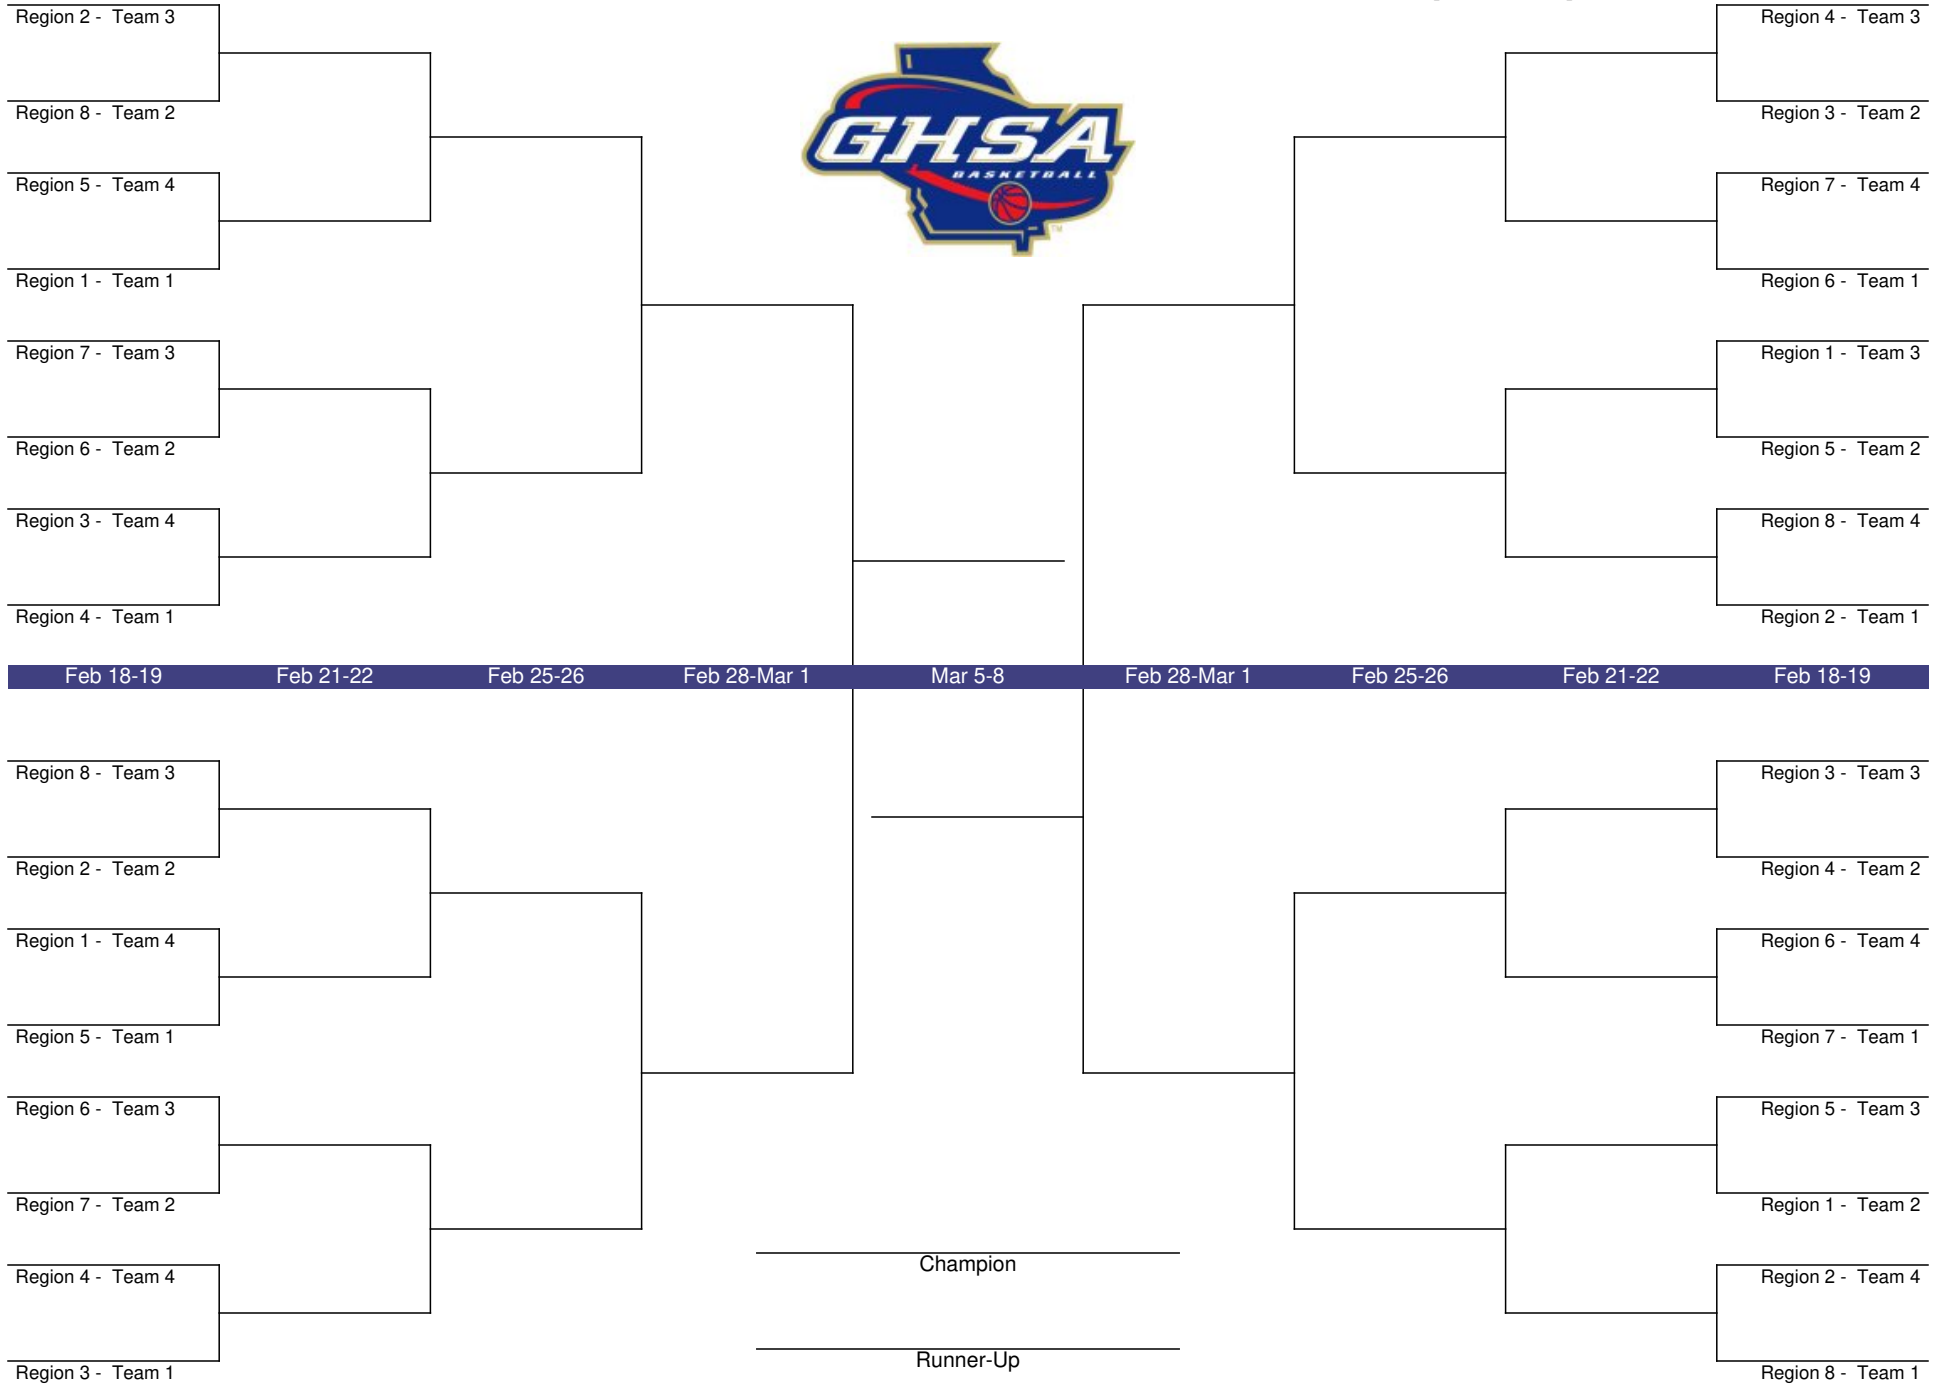 Region 2 - Team 3
Region 8 - Team 2
Region 5 - Team 4
Region 1 - Team 1
Region 7 - Team 3
Region 6 - Team 2
Region 3 - Team 4
Region 4 - Team 1
GHSA
BASKETBALL
TM
Region 4 - Team 3
Region 3 - Team 2
Region 7 - Team 4
Region 6 - Team 1
Region 1 - Team 3
Region 5 - Team 2
Region 8 - Team 4
Region 2 - Team 1
Feb 18-19 Feb 21-22 Feb 25-26 Feb 28-Mar 1 Mar 5-8 Feb 28-Mar 1 Feb 25-26 Feb 21-22 Feb 18-19
Region 8 - Team 3
Region 2 - Team 2
Region 1 - Team 4
Region 5 - Team 1
Region 6 - Team 3
Region 7 - Team 2
Region 4 - Team 4
Region 3 - Team 1
Champion
Runner-Up
Region 3 - Team 3
Region 4 - Team 2
Region 6 - Team 4
Region 7 - Team 1
Region 5 - Team 3
Region 1 - Team 2
Region 2 - Team 4
Region 8 - Team 1